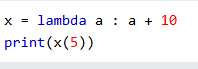 x = lambda a : a + 10
print(x(5))